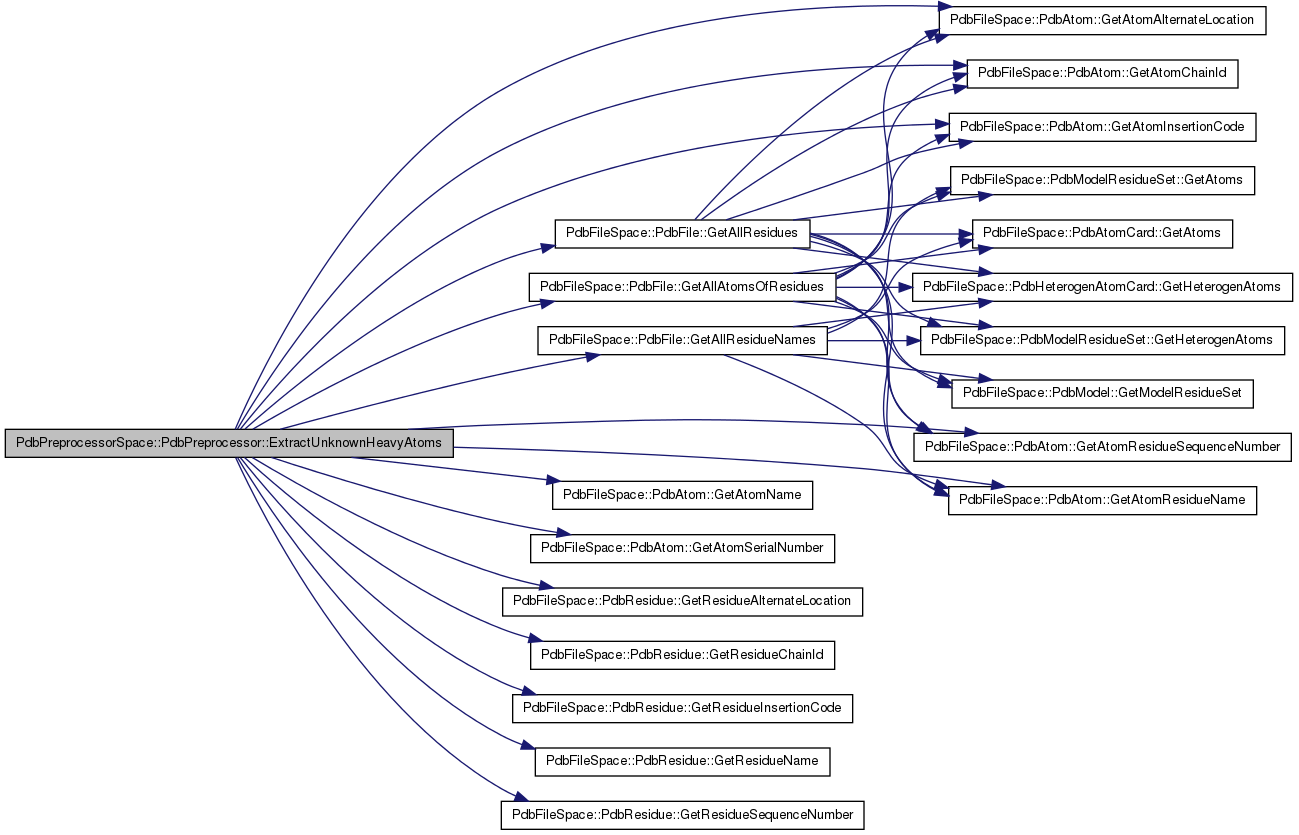 PdbFileSpace::PdbAtom::GetAtomAlternateLocation
PdbFileSpace::PdbAtom::GetAtomChainId
PdbFileSpace::PdbAtom::GetAtomInsertionCode
PdbFileSpace::PdbModelResidueSet::GetAtoms
PdbFileSpace::PdbFile::GetAllResidues
PdbFileSpace::PdbAtomCard::GetAtoms
PdbFileSpace::PdbFile::GetAllAtomsOfResidues
PdbFileSpace::PdbHeterogenAtomCard::GetHeterogenAtoms
PdbFileSpace::PdbFile::GetAllResidueNames
PdbFileSpace::PdbModelResidueSet::GetHeterogenAtoms
PdbFileSpace::PdbModel::GetModelResidueSet
PdbPreprocessorSpace::PdbPreprocessor::ExtractUnknownHeavyAtoms
PdbFileSpace::PdbAtom::GetAtomResidueSequenceNumber
PdbFileSpace::PdbAtom::GetAtomName
PdbFileSpace::PdbAtom::GetAtomResidueName
PdbFileSpace::PdbAtom::GetAtomSerialNumber
PdbFileSpace::PdbResidue::GetResidueAlternateLocation
PdbFileSpace::PdbResidue::GetResidueChainId
PdbFileSpace::PdbResidue::GetResidueInsertionCode
PdbFileSpace::PdbResidue::GetResidueName
PdbFileSpace::PdbResidue::GetResidueSequenceNumber